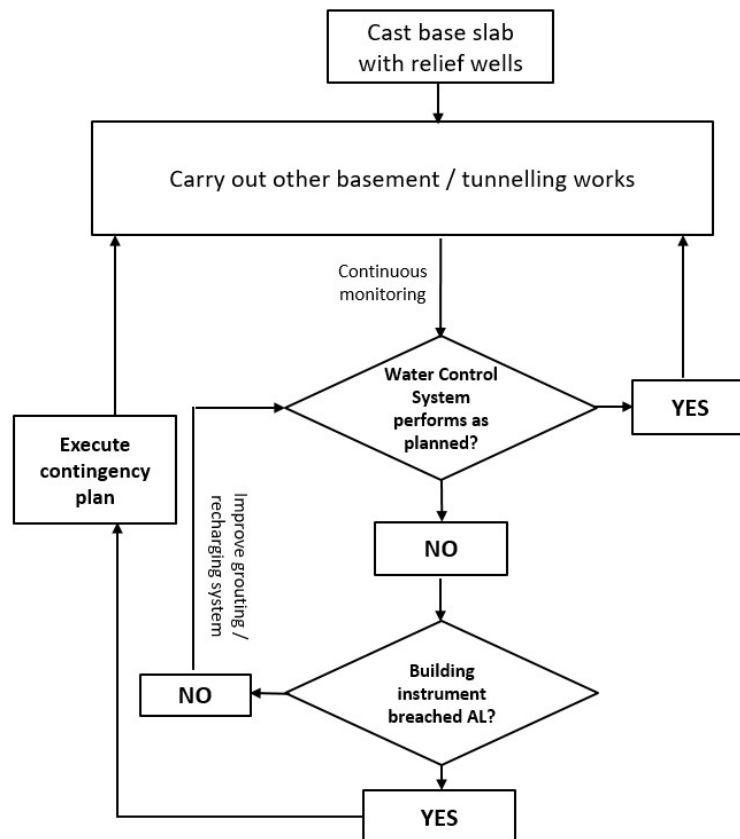 Cast base slab
with relief wells
Carry out other basement / tunnelling works
Continuous
monitoring
Water Control
System
performs as
planned?
YES
Execute
contingency
plan
Improve grouting /
recharging system
NO
Building
instrument
breached AL?
NO
YES